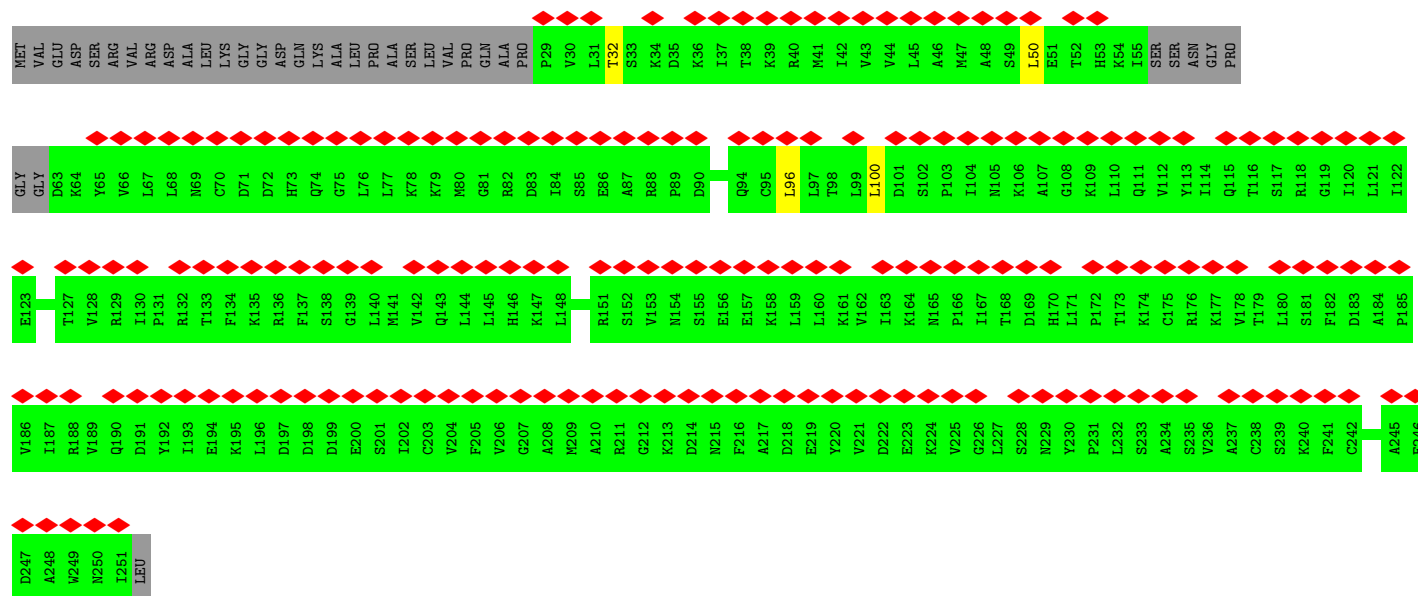 MET VAL GLU ASP SER ARG VAL ARG ASP ALA LEU LYS GLY GLY ASP GLN LYS ALA LEU PRO ALA SER LEU VAL PRO GLN ALA PRO P29 V30 L31 T32 S33 K34 D35 K36 I37 T38 K39 R40 M41 I42 V43 V44 L45 A46 M47 A48 S49 L50 E51 T52 H53 K54 I55 SER SER ASN GLY PRO
GLY GLY D63 K64 Y65 V66 L67 L68 N69 C70 D71 D72 H73 Q74 G75 L76 L77 K78 K79 M80 G81 R82 D83 I84 S85 E86 A87 R88 P89 D90 Q94 C95 L96 L97 T98 L99 L100 D101 S102 P103 I104 N105 K106 A107 G108 K109 L110 Q111 V112 Y113 I114 Q115 T116 S117 R118 G119 I120 L121 I122
E123 T127 V128 R129 I130 P131 R132 T133 F134 K135 R136 F137 S138 G139 L140 M141 V142 Q143 L144 L145 H146 K147 L148 R151 S152 V153 N154 S155 E156 E157 K158 L159 L160 K161 V162 I163 K164 N165 P166 I167 T168 D169 H170 L171 P172 T173 K174 C175 R176 K177 V178 T179 L180 S181 F182 D183 A184 P185
V186 I187 R188 V189 Q190 D191 Y192 I193 E194 K195 L196 D197 D198 D199 E200 S201 I202 C203 V204 F205 V206 G207 A208 M209 A210 R211 G212 K213 D214 N215 F216 A217 D218 E219 Y220 V221 D222 E223 K224 V225 G226 L227 S228 N229 Y230 P231 L232 S233 A234 S235 V236 A237 C238 S239 K240 F241 C242 A245
D247 A248 W249 N250 I251 LEU